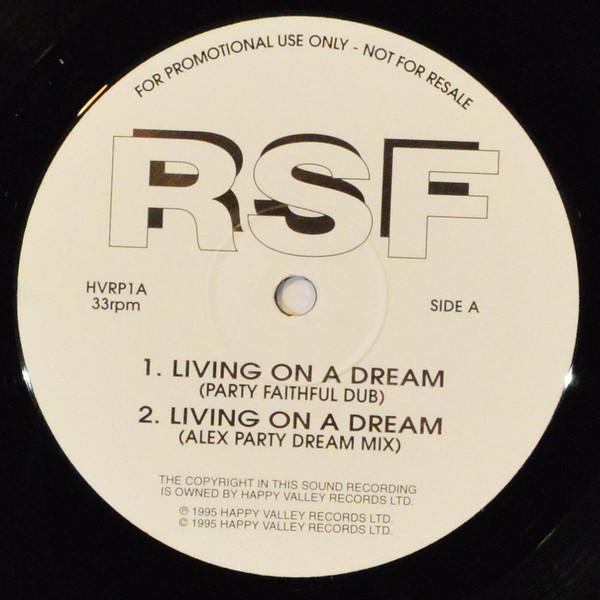 FOR PROMOTIONAL USE ONLY - NOT FOR RESALE
RSF
HVRP1A
33rpm
SIDE A
1. LIVING ON A DREAM
(PARTY FAITHFUL DUB)
2. LIVING ON A DREAM
(ALEX PARTY DREAM MIX)
THE COPYRIGHT IN THIS SOUND RECORDING
IS OWNED BY HAPPY VALLEY RECORDS LTD.
℗ 1995 HAPPY VALLEY RECORDS LTD.
© 1995 HAPPY VALLEY RECORDS LTD.